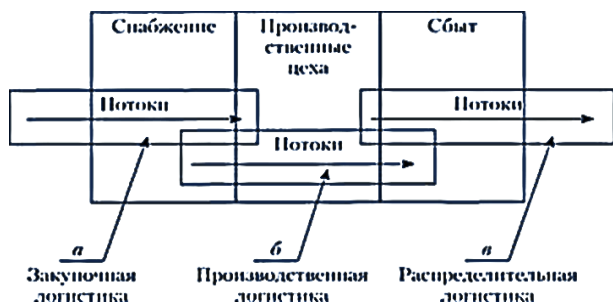 Снабжение
Производ-
ственные
цеха
Сбыт
Потоки
Потоки
Потоки
а
Закупочная
логистика
б
Производственная
логистика
в
Распределительная
логистика